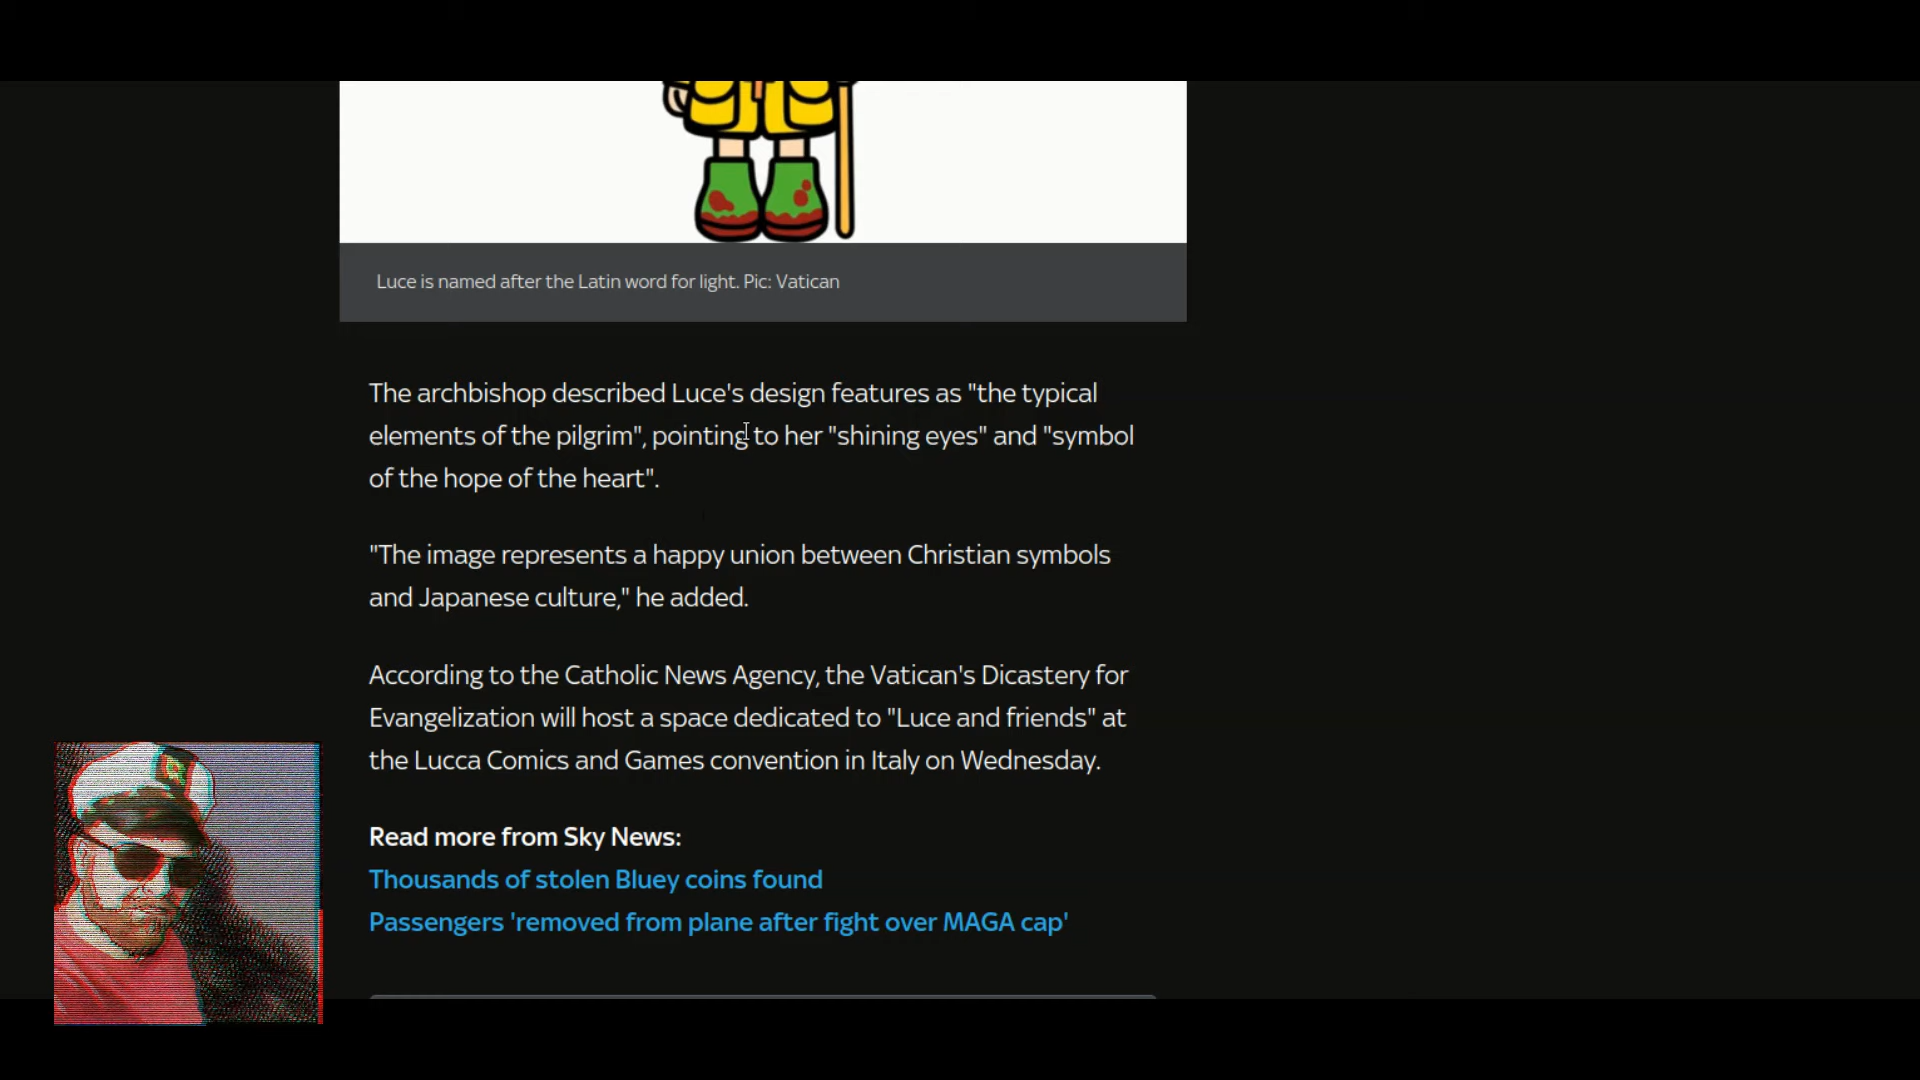 Luce is named after the Latin word for light. Pic: Vatican
The archbishop described Luce's design features as "the typical
elements of the pilgrim", pointing to her "shining eyes" and "symbol
of the hope of the heart".
"The image represents a happy union between Christian symbols
and Japanese culture," he added.
According to the Catholic News Agency, the Vatican's Dicastery for
Evangelization will host a space dedicated to "Luce and friends" at
the Lucca Comics and Games convention in Italy on Wednesday.
Read more from Sky News:
Thousands of stolen Bluey coins found
Passengers 'removed from plane after fight over MAGA cap'